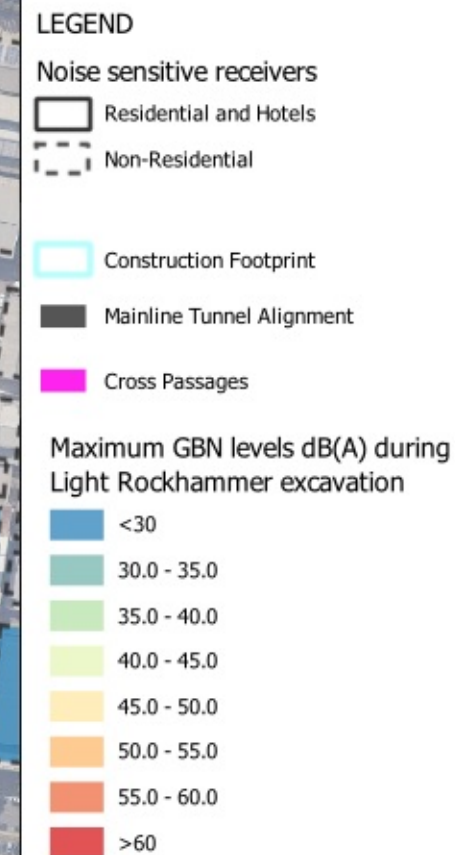 LEGEND
Noise sensitive receivers
Residential and Hotels
Non-Residential
Construction Footprint
Mainline Tunnel Alignment
Cross Passages
Maximum GBN levels dB(A) during
Light Rockhammer excavation
<30
30.0 - 35.0
35.0 - 40.0
40.0 - 45.0
45.0 - 50.0
50.0 - 55.0
55.0 - 60.0
>60